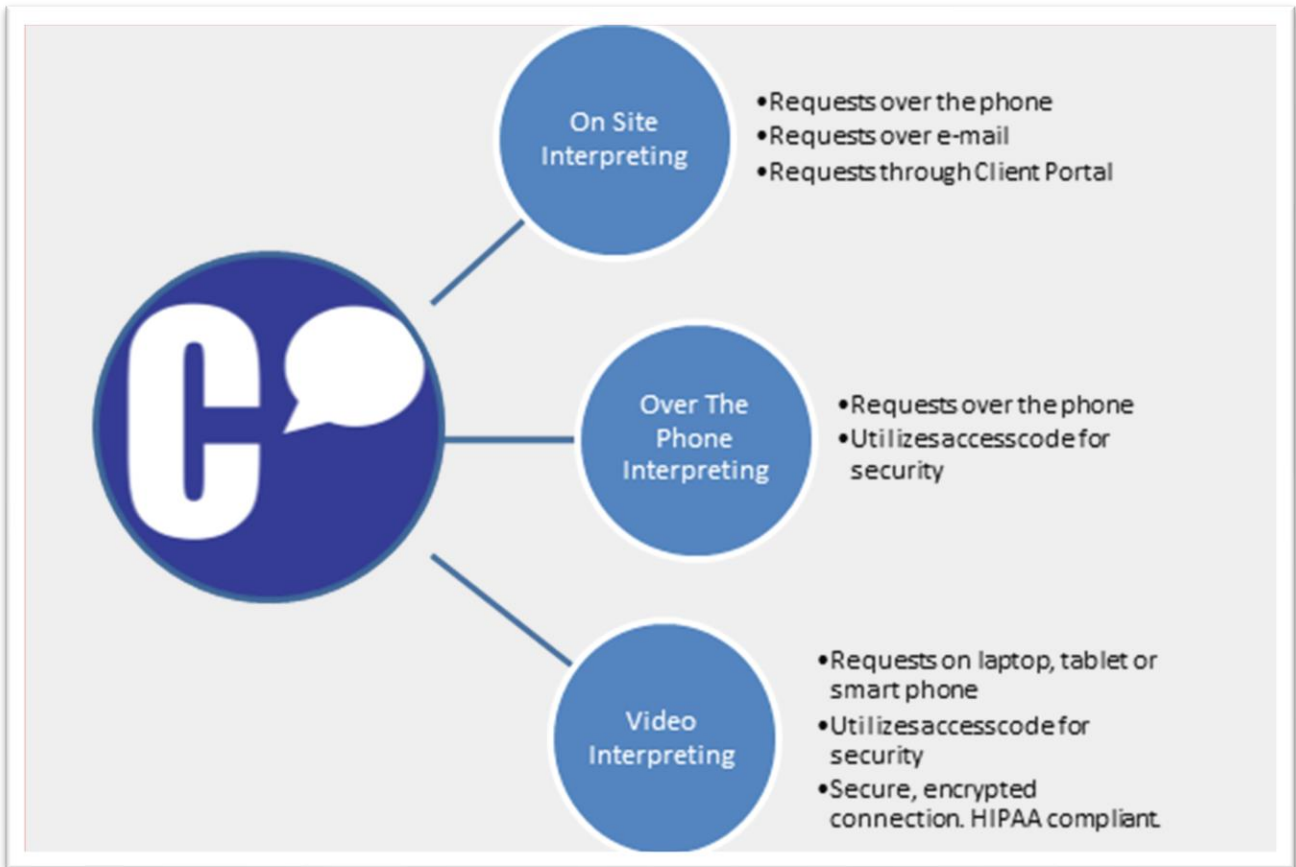 On Site
Interpreting
•Requests over the phone
•Requests over e-mail
•Requests through Client Portal
C
Over The
Phone
Interpreting
•Requests over the phone
•Utilizes access code for
security
Video
Interpreting
•Requests on laptop, tablet or
smart phone
•Utilizes access code for
security
•Secure, encrypted
connection. HIPAA compliant.